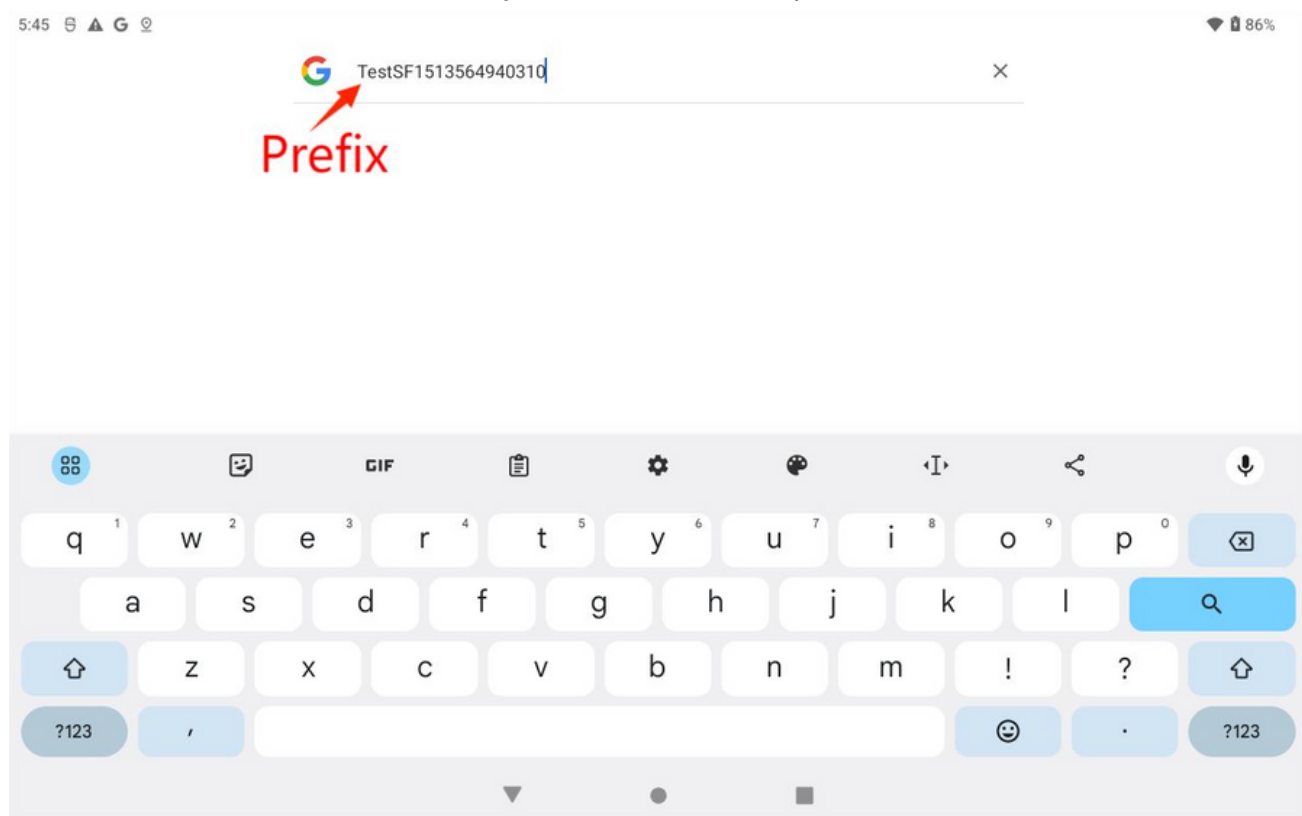 5:45 G 86%
G TestSF1513564940310
Prefix
GIF
q 1 w 2 e 3 r 4 t 5 y 6 u 7 i 8 o 9 p 0
a s d f g h j k l
z x c v b n m ! ?
?123 , . ?123